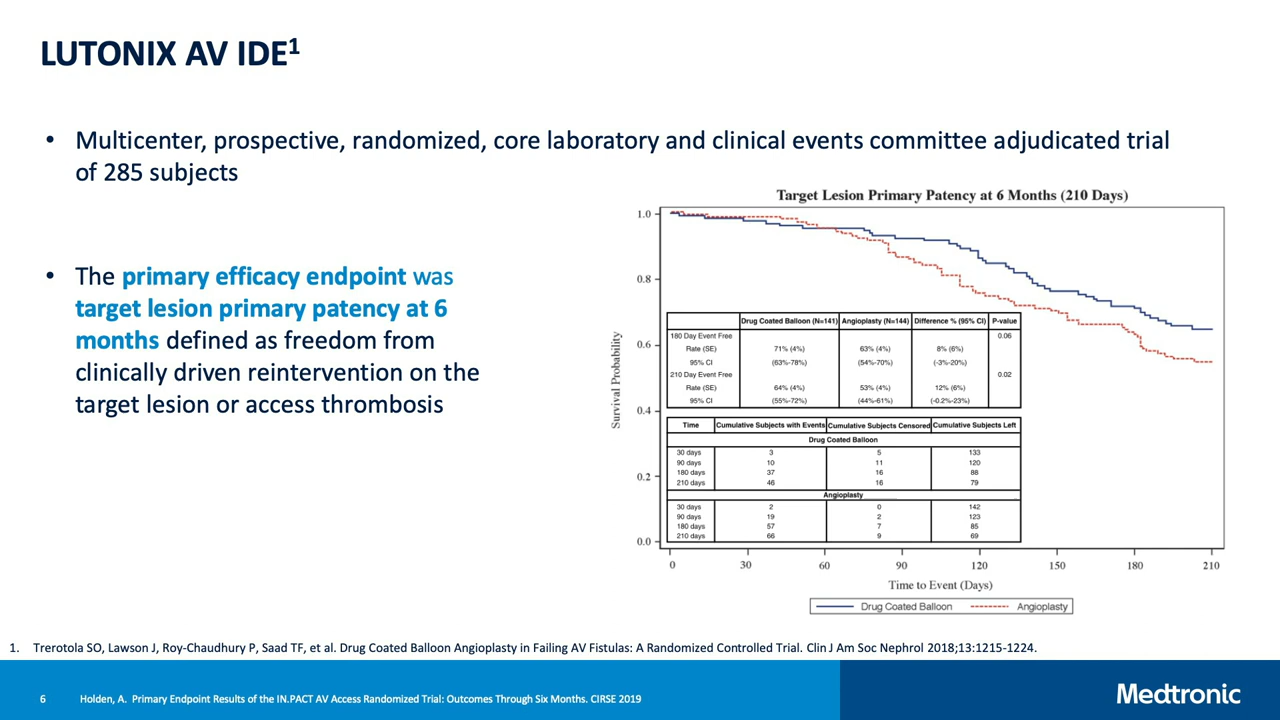 LUTONIX AV IDE1
• Multicenter, prospective, randomized, core laboratory and clinical events committee adjudicated trial
of 285 subjects
• The primary efficacy endpoint was
target lesion primary patency at 6
months defined as freedom from
clinically driven reintervention on the
target lesion or access thrombosis
Target Lesion Primary Patency at 6 Months (210 Days)
Survival Probability
1.0
0.8
0.6
0.4
0.2
0.0
Drug Coated Balloon (N=141) Angioplasty (N=144) Difference % (95% CI) P-value
180 Day Event Free 0.06
Rate (SE) 71% (4%) 63% (4%) 8% (6%)
95% CI (63%-78%) (54%-70%) (-3%-20%)
210 Day Event Free 0.02
Rate (SE) 64% (4%) 53% (4%) 12% (6%)
95% CI (55%-72%) (44%-61%) (-0.2%-23%)
Time Cumulative Subjects with Events Cumulative Subjects Censored Cumulative Subjects Left
Drug Coated Balloon
30 days 3 5 133
90 days 10 11 120
180 days 37 16 88
210 days 46 16 79
Angioplasty
30 days 2 0 142
90 days 19 2 123
180 days 57 7 85
210 days 66 9 69
0 30 60 90 120 150 180 210
Time to Event (Days)
Drug Coated Balloon Angioplasty
1. Trerotola SO, Lawson J, Roy-Chaudhury P, Saad TF, et al. Drug Coated Balloon Angioplasty in Failing AV Fistulas: A Randomized Controlled Trial. Clin J Am Soc Nephrol 2018;13:1215-1224.
6 Holden, A. Primary Endpoint Results of the IN.PACT AV Access Randomized Trial: Outcomes Through Six Months. CIRSE 2019
Medtronic